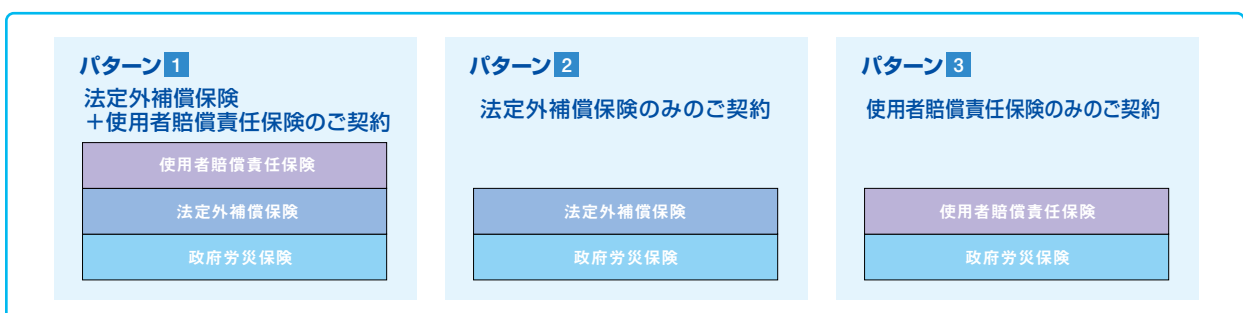 パターン1
法定外補償保険
＋使用者賠償責任保険のご契約
使用者賠償責任保険
法定外補償保険
政府労災保険
パターン2
法定外補償保険のみのご契約
法定外補償保険
政府労災保険
パターン3
使用者賠償責任保険のみのご契約
使用者賠償責任保険
政府労災保険